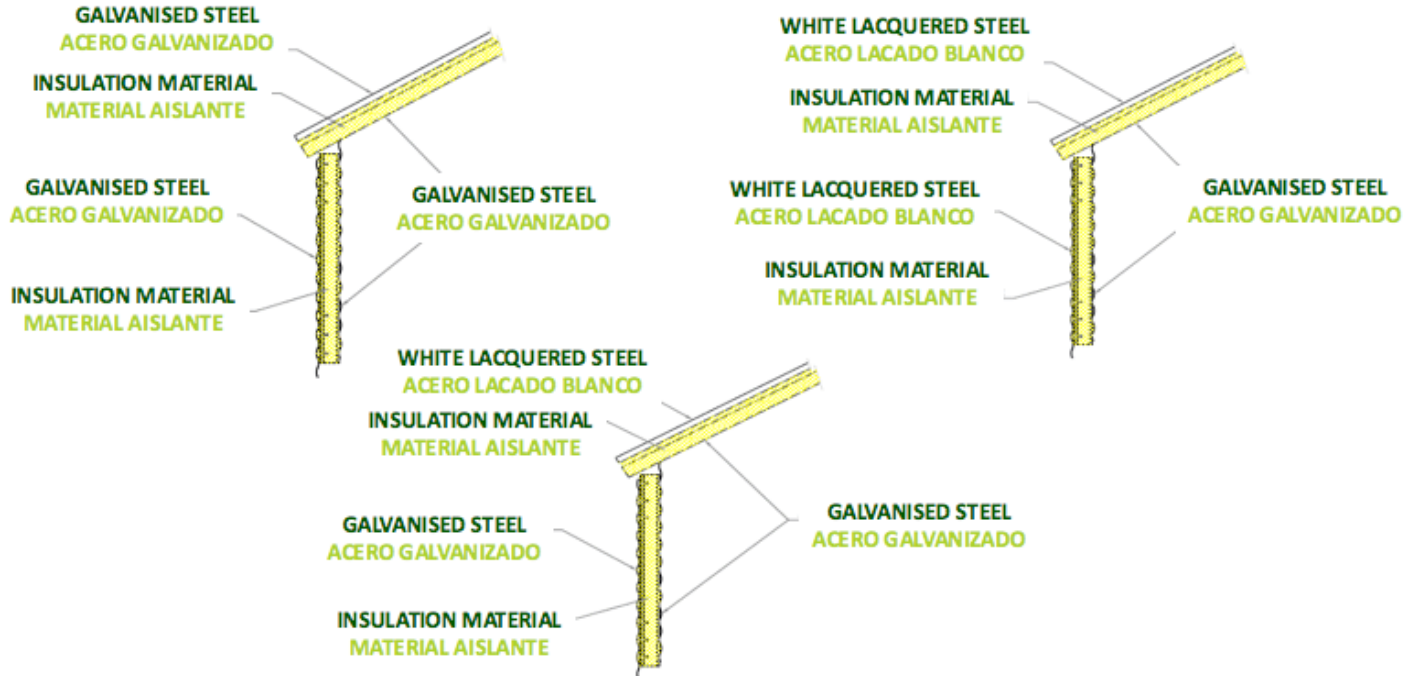 GALVANISED STEEL
ACERO GALVANIZADO
INSULATION MATERIAL
MATERIAL AISLANTE
GALVANISED STEEL
ACERO GALVANIZADO
GALVANISED STEEL
ACERO GALVANIZADO
INSULATION MATERIAL
MATERIAL AISLANTE
WHITE LACQUERED STEEL
ACERO LACADO BLANCO
INSULATION MATERIAL
MATERIAL AISLANTE
WHITE LACQUERED STEEL
ACERO LACADO BLANCO
GALVANISED STEEL
ACERO GALVANIZADO
INSULATION MATERIAL
MATERIAL AISLANTE
WHITE LACQUERED STEEL
ACERO LACADO BLANCO
INSULATION MATERIAL
MATERIAL AISLANTE
GALVANISED STEEL
ACERO GALVANIZADO
GALVANISED STEEL
ACERO GALVANIZADO
INSULATION MATERIAL
MATERIAL AISLANTE